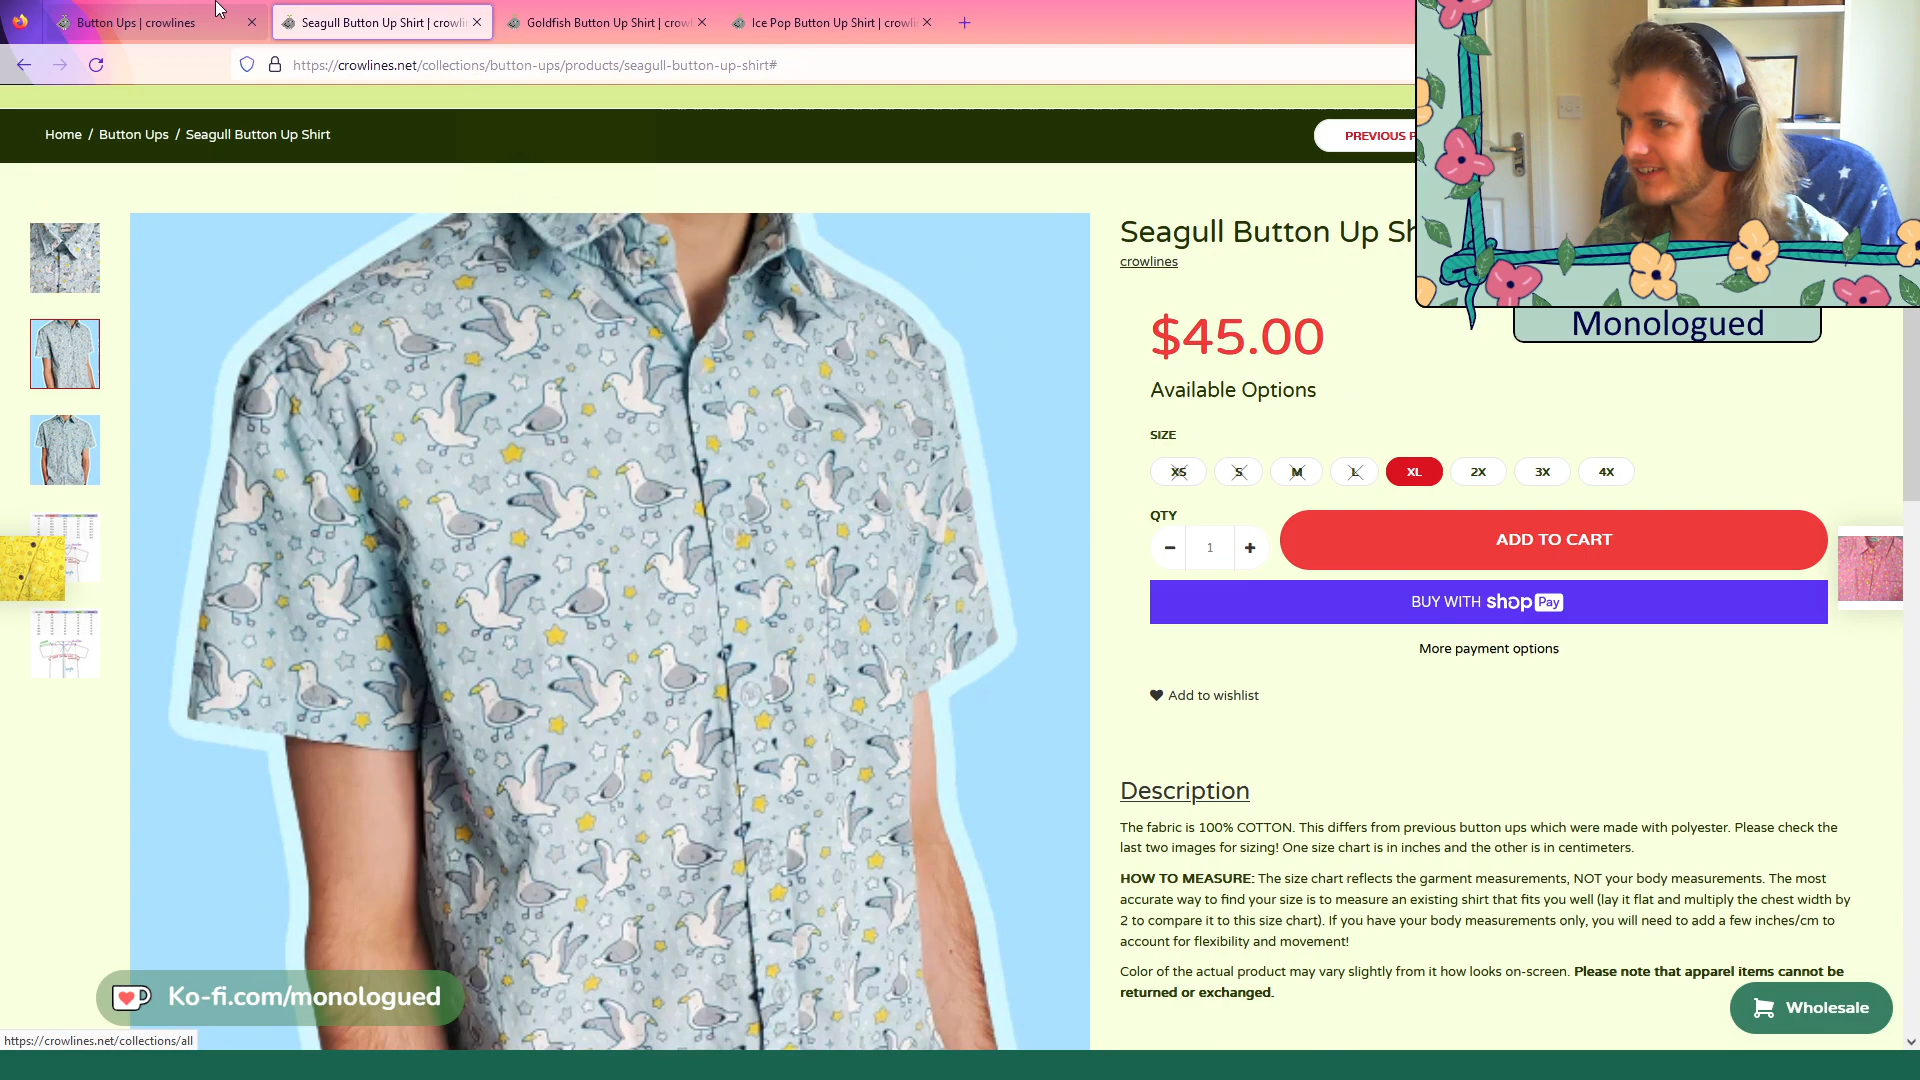 Button Ups | crowlines
Seagull Button Up Shirt | crowlin
Goldfish Button Up Shirt | crowl
Ice Pop Button Up Shirt | crowlin
https://crowlines.net/collections/button-ups/products/seagull-button-up-shirt#
Home / Button Ups / Seagull Button Up Shirt
PREVIOUS P
Monologued
Seagull Button Up Sh
crowlines
$45.00
Available Options
SIZE
XS S M L XL 2X 3X 4X
QTY
− 1 +
ADD TO CART
BUY WITH shop Pay
More payment options
Add to wishlist
Description
The fabric is 100% COTTON. This differs from previous button ups which were made with polyester. Please check the
last two images for sizing! One size chart is in inches and the other is in centimeters.
HOW TO MEASURE: The size chart reflects the garment measurements, NOT your body measurements. The most
accurate way to find your size is to measure an existing shirt that fits you well (lay it flat and multiply the chest width by
2 to compare it to this size chart). If you have your body measurements only, you will need to add a few inches/cm to
account for flexibility and movement!
Color of the actual product may vary slightly from it how looks on-screen. Please note that apparel items cannot be
returned or exchanged.
Ko-fi.com/monologued
Wholesale
https://crowlines.net/collections/all